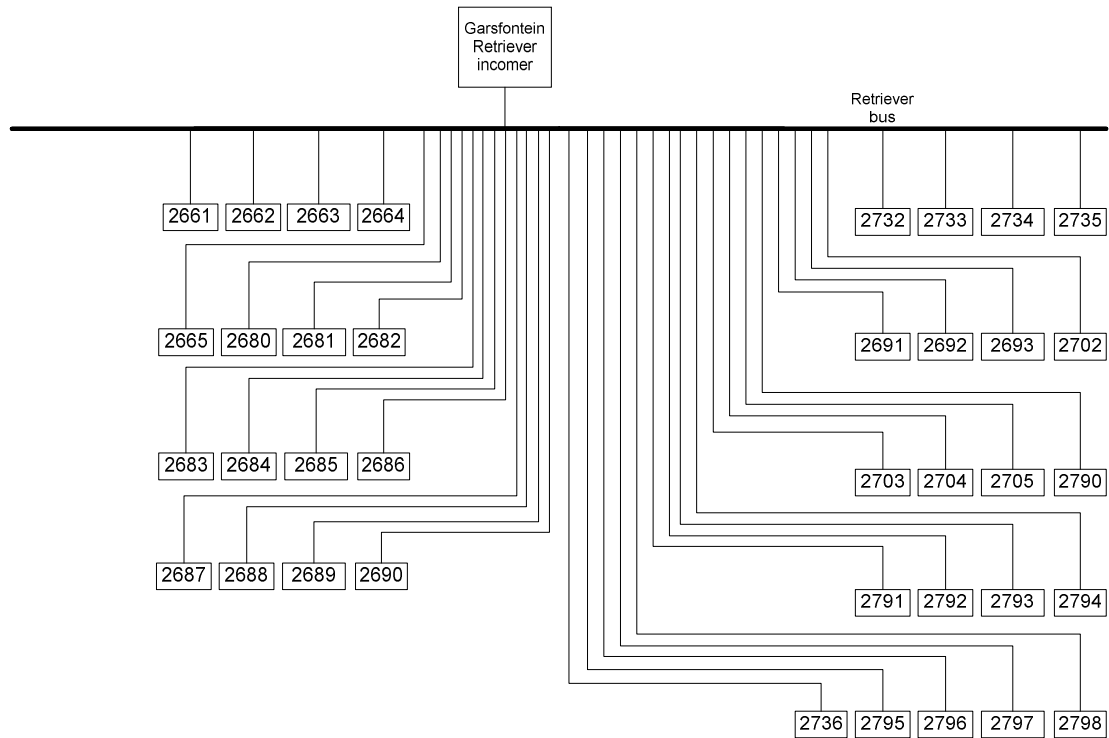 Garsfontein
Retriever
incomer
Retriever
bus
2661 2662 2663 2664
2732 2733 2734 2735
2665 2680 2681 2682
2691 2692 2693 2702
2683 2684 2685 2686
2703 2704 2705 2790
2687 2688 2689 2690
2791 2792 2793 2794
2736 2795 2796 2797 2798